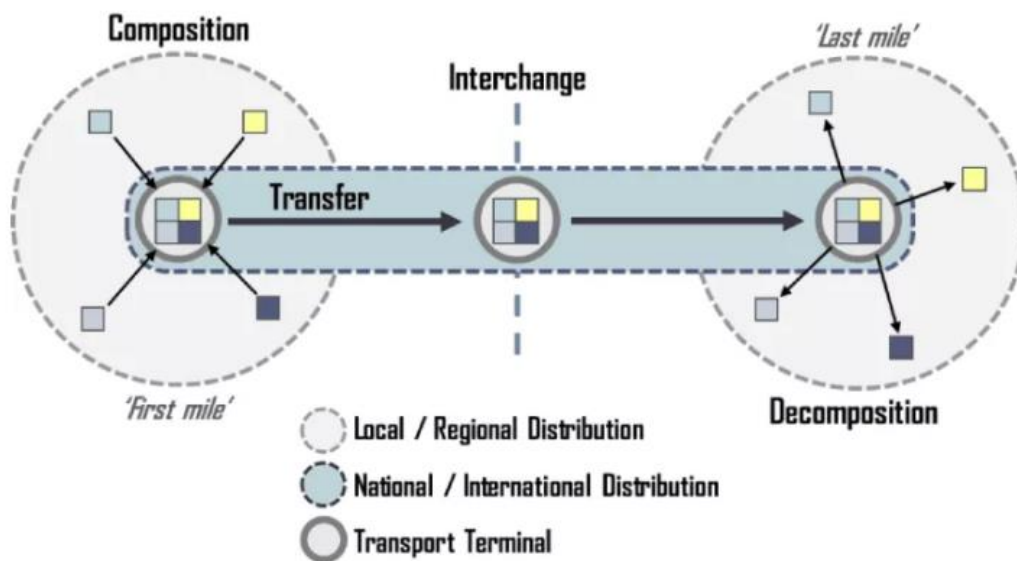 Composition
'Last mile'
Interchange
Transfer
'First mile'
Decomposition
Local / Regional Distribution
National / International Distribution
Transport Terminal